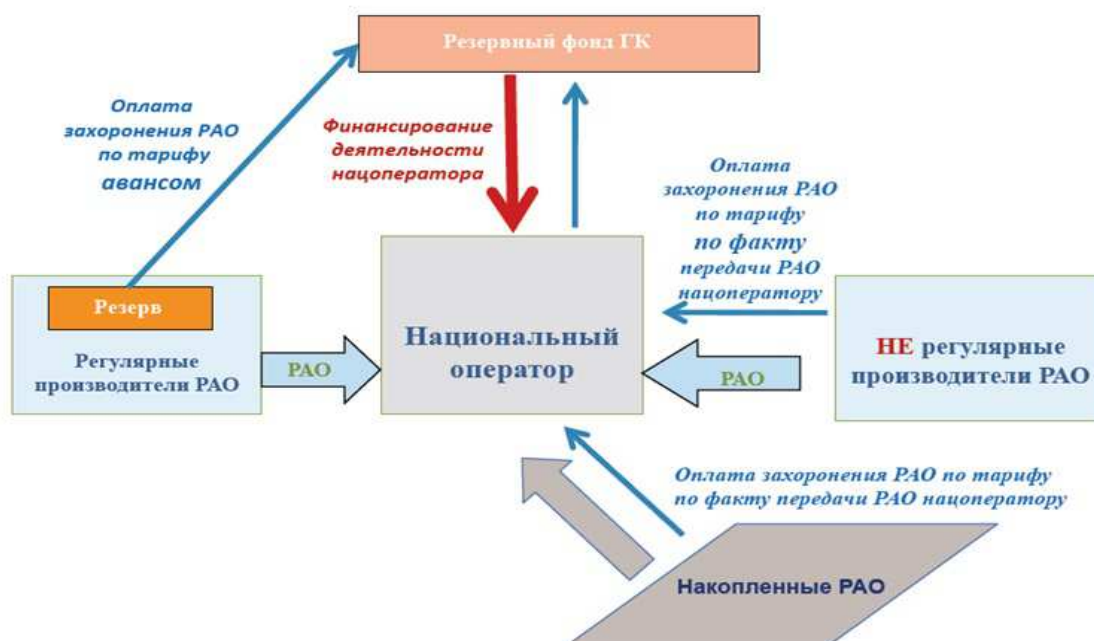 Резервный фонд ГК
Оплата
захоронения РАО
по тарифу
авансом
Финансирование
деятельности
нацоператора
Оплата
захоронения РАО
по тарифу
по факту
передачи РАО
нацоператору
Резерв
Регулярные
производители РАО
РАО
Национальный
оператор
РАО
НЕ регулярные
производители РАО
Оплата захоронения РАО по тарифу
по факту передачи РАО нацоператору
Накопленные РАО